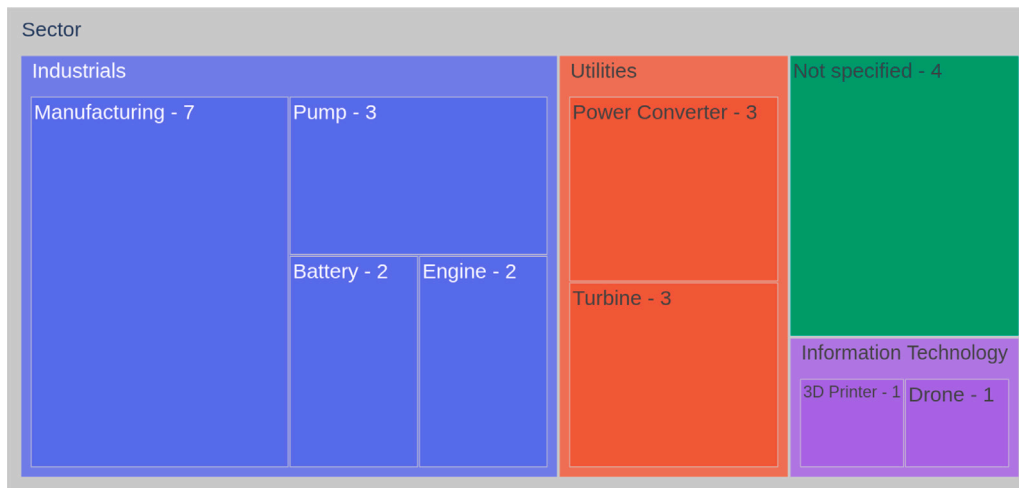 Sector
Industrials
Manufacturing - 7
Pump - 3
Battery - 2
Engine - 2
Utilities
Power Converter - 3
Turbine - 3
Not specified - 4
Information Technology
3D Printer - 1
Drone - 1